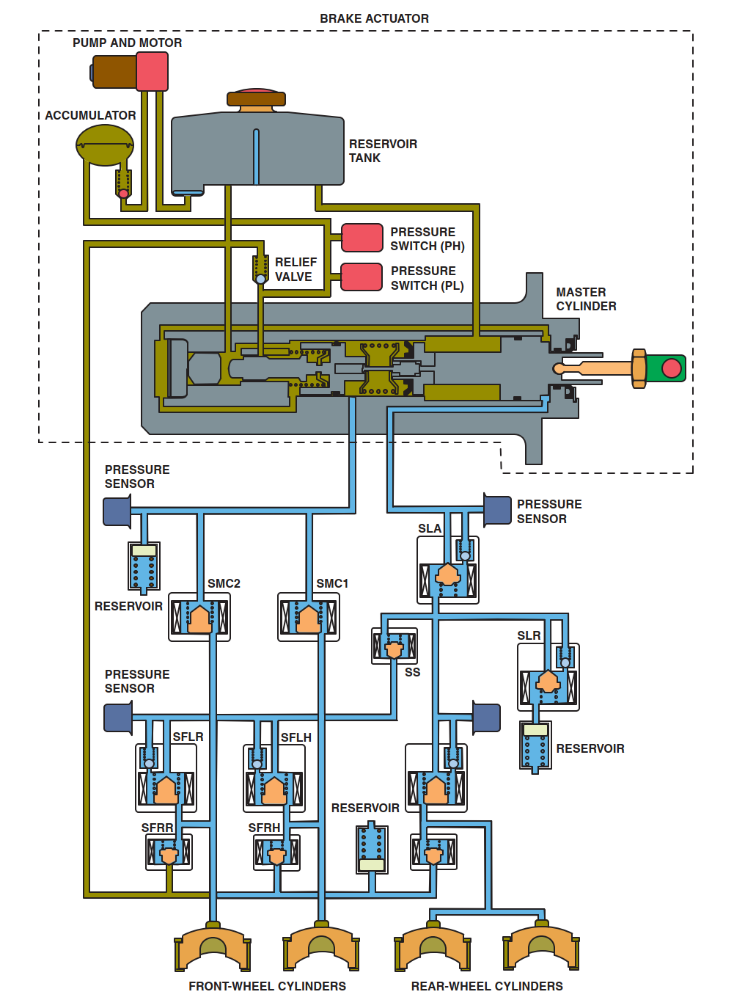 BRAKE ACTUATOR
PUMP AND MOTOR
ACCUMULATOR
RESERVOIR
TANK
PRESSURE
SWITCH (PH)
RELIEF
VALVE
PRESSURE
SWITCH (PL)
MASTER
CYLINDER
PRESSURE
SENSOR
PRESSURE
SENSOR
SLA
SMC2
SMC1
RESERVOIR
SLR
SS
PRESSURE
SENSOR
SFLR
SFLH
RESERVOIR
RESERVOIR
SFRR
SFRH
FRONT-WHEEL CYLINDERS
REAR-WHEEL CYLINDERS